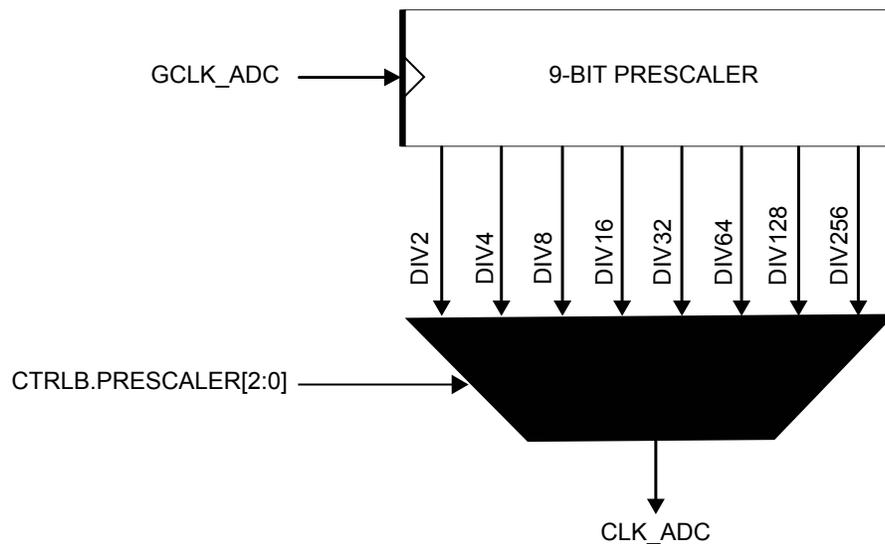 GCLK_ADC
9-BIT PRESCALER
DIV2
DIV4
DIV8
DIV16
DIV32
DIV64
DIV128
DIV256
CTRLB.PRESCALER[2:0]
CLK_ADC